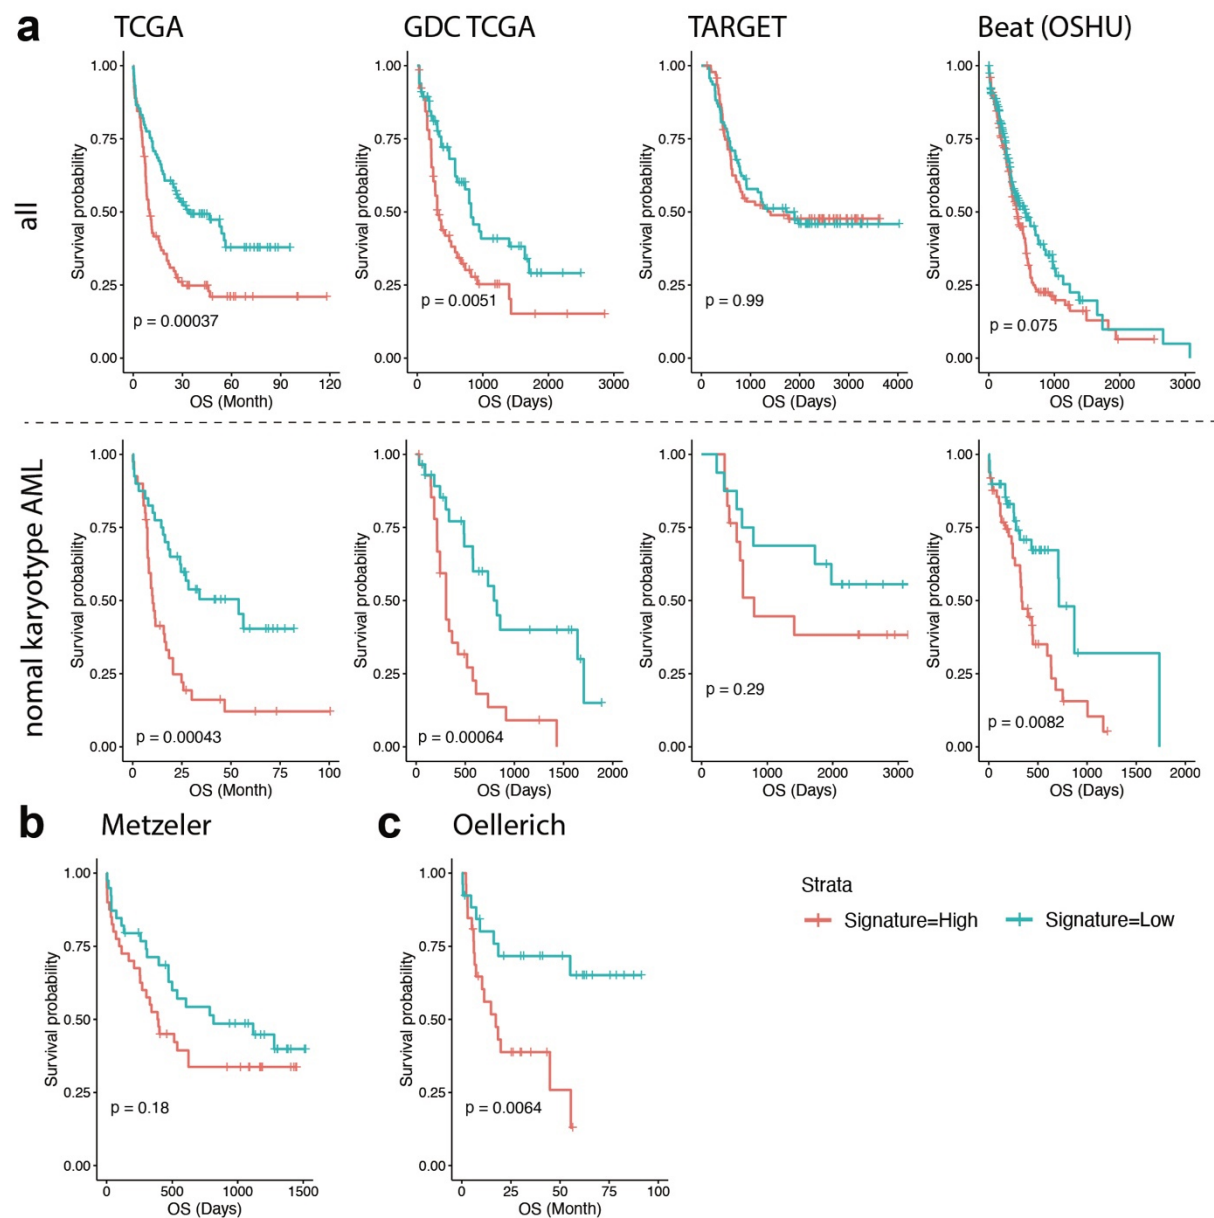 a
TCGA
GDC TCGA
TARGET
Beat (OSHU)
all
Survival probability
1.00
0.75
0.50
0.25
0.00
p = 0.00037
0 30 60 90 120
OS (Month)
Survival probability
1.00
0.75
0.50
0.25
0.00
p = 0.0051
0 1000 2000 3000
OS (Days)
Survival probability
1.00
0.75
0.50
0.25
0.00
p = 0.99
0 1000 2000 3000 4000
OS (Days)
Survival probability
1.00
0.75
0.50
0.25
0.00
p = 0.075
0 1000 2000 3000
OS (Days)
nomal karyotype AML
Survival probability
1.00
0.75
0.50
0.25
0.00
p = 0.00043
0 25 50 75 100
OS (Month)
Survival probability
1.00
0.75
0.50
0.25
0.00
p = 0.00064
0 500 1000 1500 2000
OS (Days)
Survival probability
1.00
0.75
0.50
0.25
0.00
p = 0.29
0 1000 2000 3000
OS (Days)
Survival probability
1.00
0.75
0.50
0.25
0.00
p = 0.0082
0 500 1000 1500 2000
OS (Days)
b
Metzeler
Survival probability
1.00
0.75
0.50
0.25
0.00
p = 0.18
0 500 1000 1500
OS (Days)
c
Oellerich
Survival probability
1.00
0.75
0.50
0.25
0.00
p = 0.0064
0 25 50 75 100
OS (Month)
Strata
Signature=High
Signature=Low